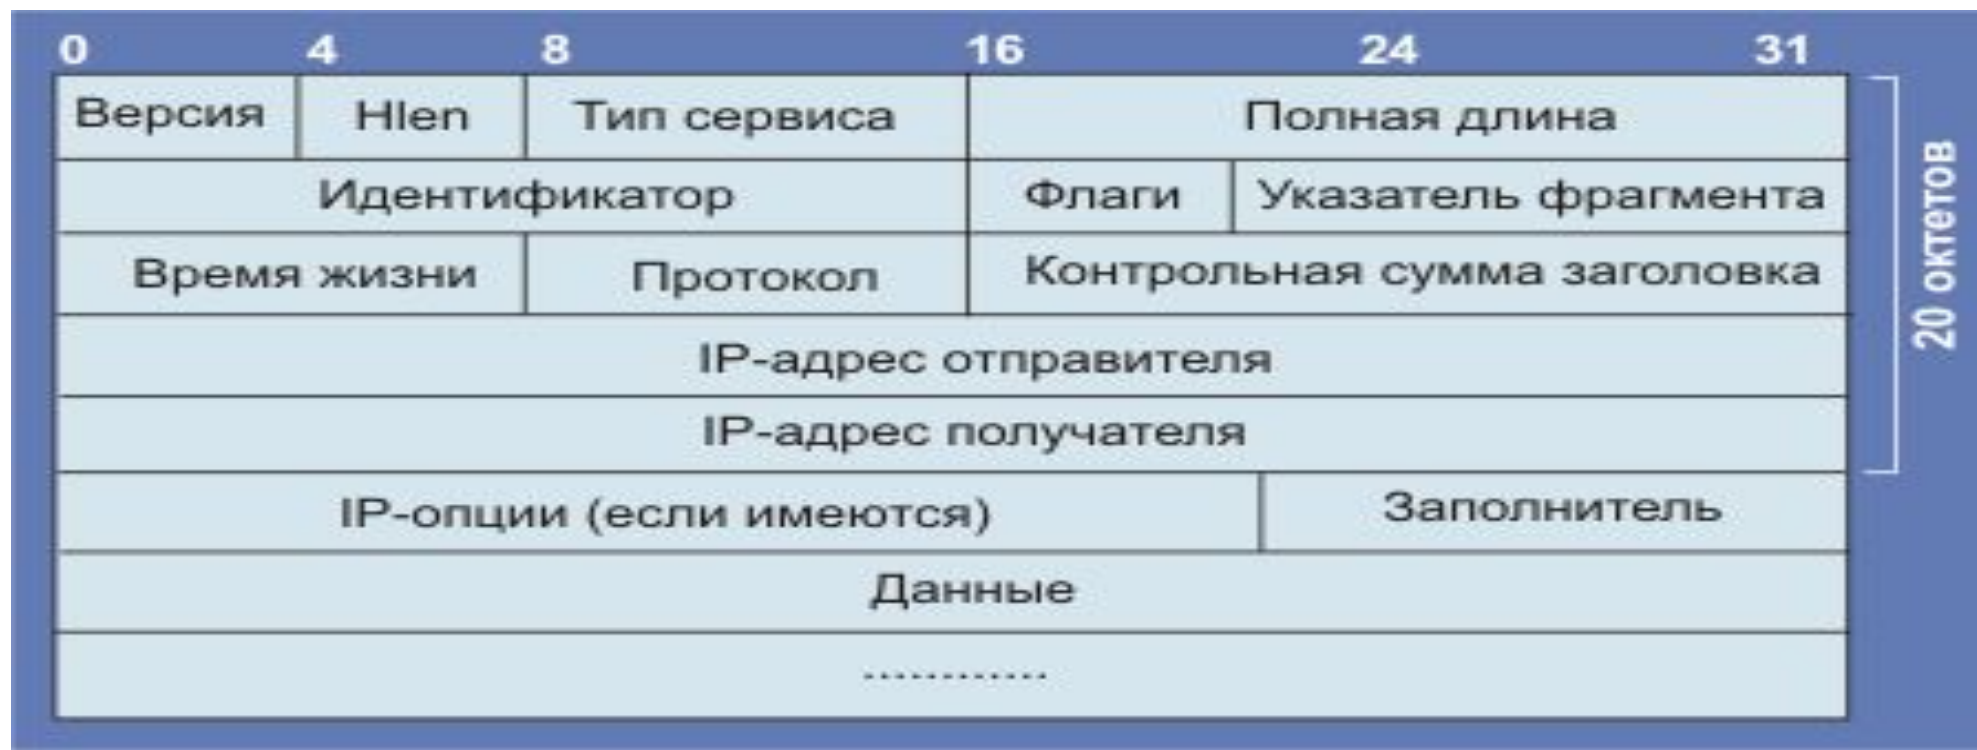 0 4 8 16 24 31
Версия Hlen Тип сервиса Полная длина
Идентификатор Флаги Указатель фрагмента
Время жизни Протокол Контрольная сумма заголовка
IP-адрес отправителя
IP-адрес получателя
IP-опции (если имеются) Заполнитель
Данные
............
20 октетов